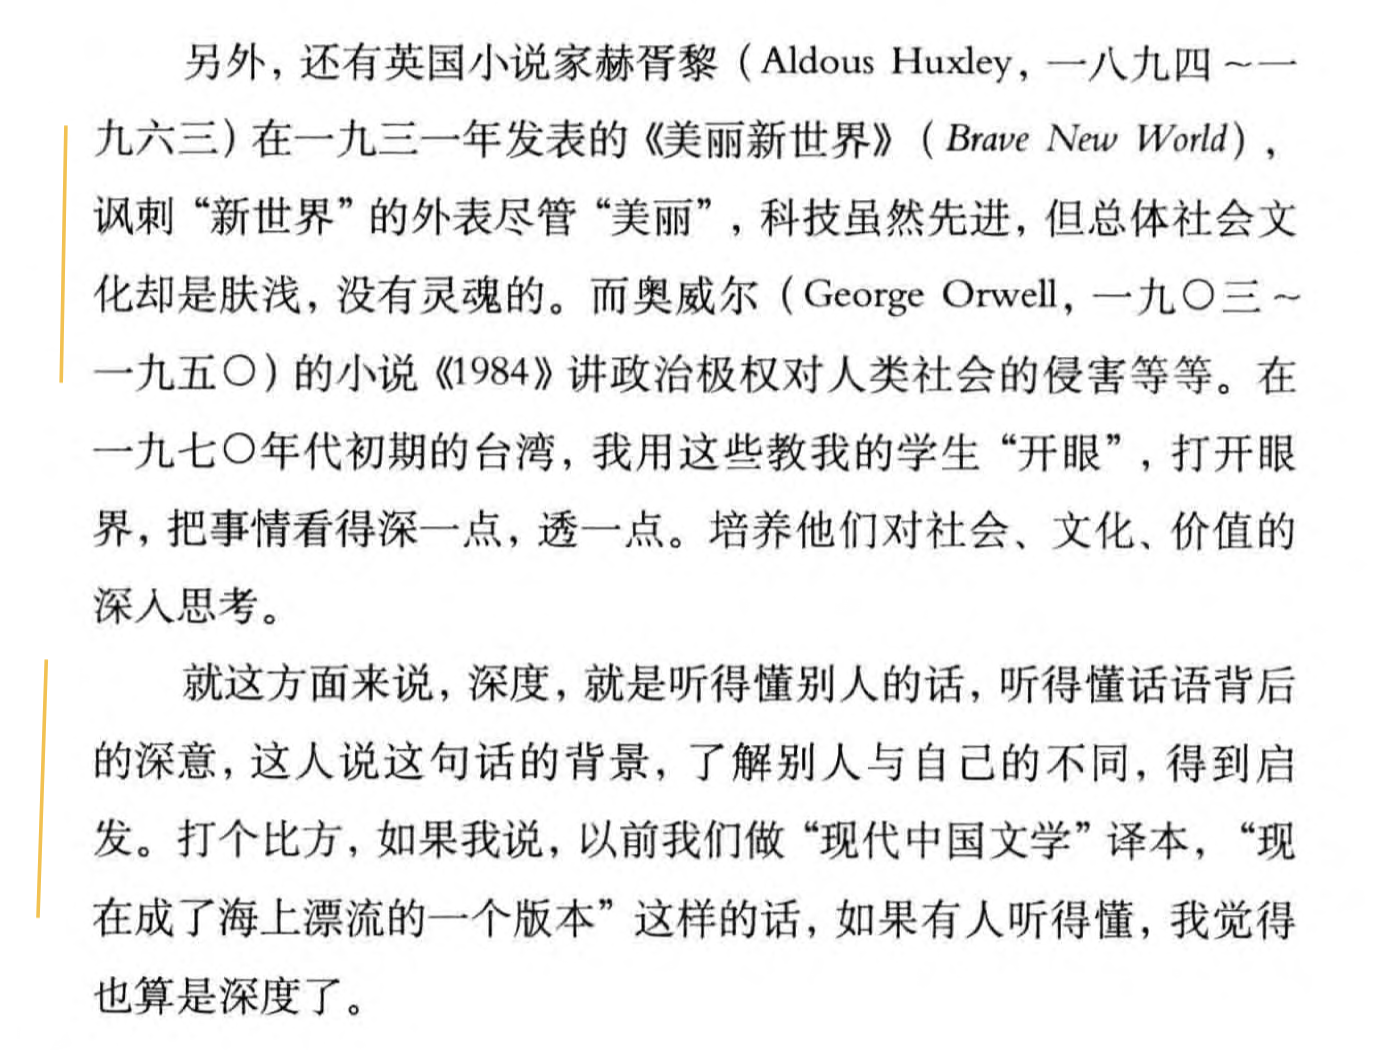 另外，还有英国小说家赫胥黎（Aldous Huxley，一八九四～一
九六三）在一九三一年发表的《美丽新世界》（Brave New World），
讽刺“新世界”的外表尽管“美丽”，科技虽然先进，但总体社会文
化却是肤浅，没有灵魂的。而奥威尔（George Orwell，一九〇三～
一九五〇）的小说《1984》讲政治极权对人类社会的侵害等等。在
一九七〇年代初期的台湾，我用这些教我的学生“开眼”，打开眼
界，把事情看得深一点，透一点。培养他们对社会、文化、价值的
深入思考。
就这方面来说，深度，就是听得懂别人的话，听得懂话语背后
的深意，这人说这句话的背景，了解别人与自己的不同，得到启
发。打个比方，如果我说，以前我们做“现代中国文学”译本，“现
在成了海上漂流的一个版本”这样的话，如果有人听得懂，我觉得
也算是深度了。